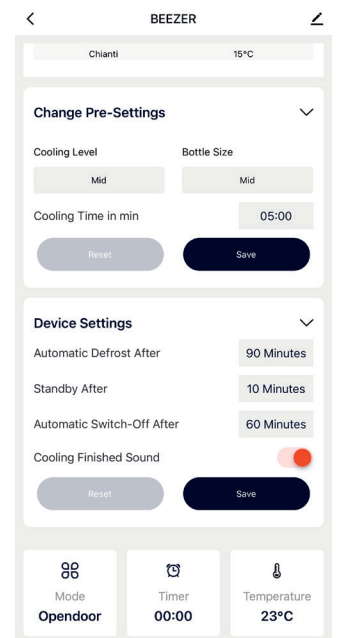 BEEZER
Chianti 15°C
Change Pre-Settings
Cooling Level Bottle Size
Mid Mid
Cooling Time in min 05:00
Reset Save
Device Settings
Automatic Defrost After 90 Minutes
Standby After 10 Minutes
Automatic Switch-Off After 60 Minutes
Cooling Finished Sound
Reset Save
Mode Timer Temperature
Opendoor 00:00 23°C